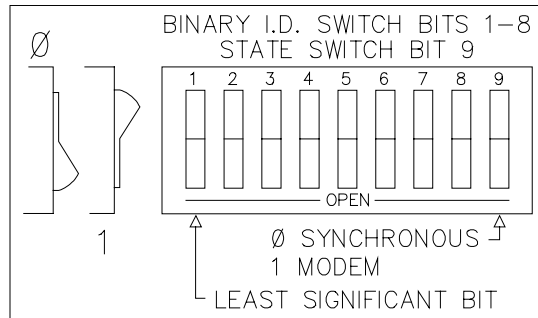 BINARY I.D. SWITCH BITS 1-8
STATE SWITCH BIT 9
Ø
1 2 3 4 5 6 7 8 9
OPEN
1
Ø SYNCHRONOUS
1 MODEM
LEAST SIGNIFICANT BIT